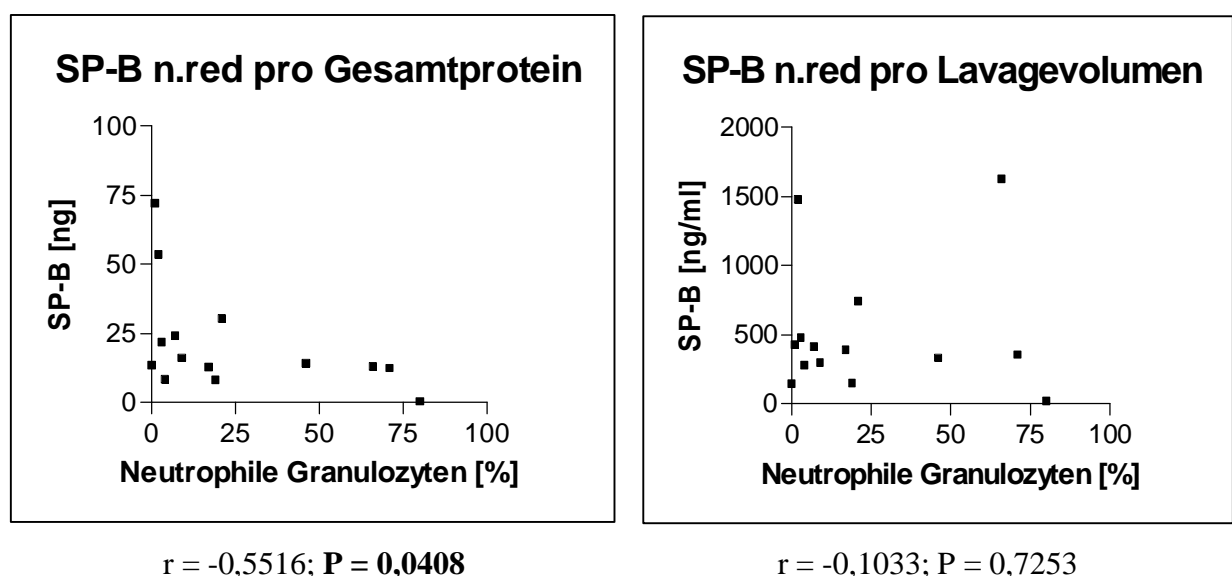 SP-B n.red pro Gesamtprotein
100
75
50
25
0
SP-B [ng]
0 25 50 75 100
Neutrophile Granulozyten [%]
r = -0,5516; P = 0,0408
SP-B n.red pro Lavagevolumen
2000
1500
1000
500
0
SP-B [ng/ml]
0 25 50 75 100
Neutrophile Granulozyten [%]
r = -0,1033; P = 0,7253